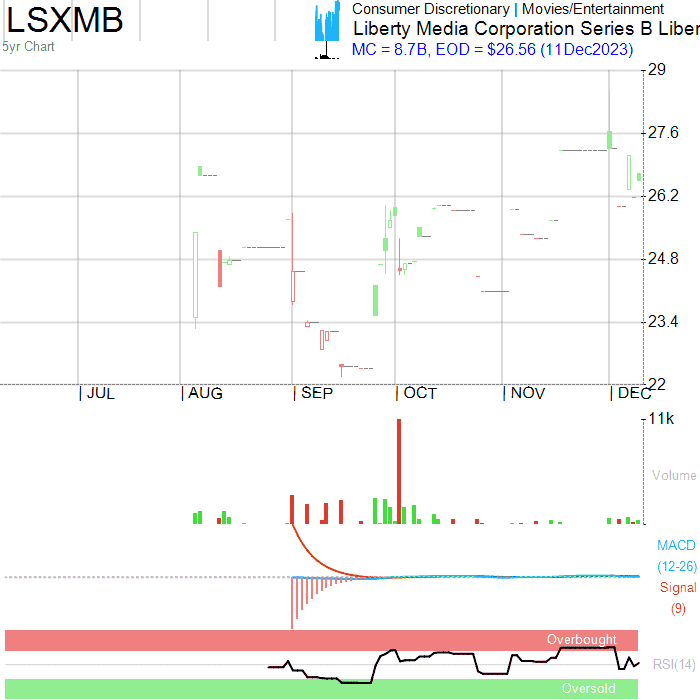 LSXMB
5yr Chart
Consumer Discretionary | Movies/Entertainment
Liberty Media Corporation Series B Liber
MC = 8.7B, EOD = $26.56 (11Dec2023)
29
27.6
26.2
24.8
23.4
22
JUL
AUG
SEP
OCT
NOV
DEC
11k
Volume
MACD
(12-26)
Signal
(9)
Overbought
RSI(14)
Oversold